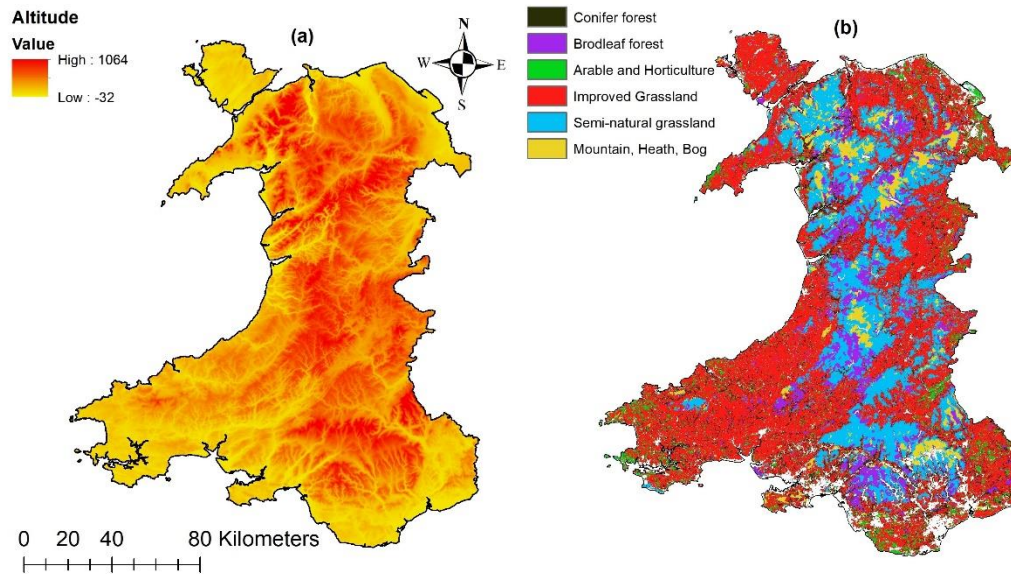 Altitude
Value
High : 1064
Low : -32
(a)
N
W
E
S
0 20 40 80 Kilometers
(b)
Conifer forest
Brodleaf forest
Arable and Horticulture
Improved Grassland
Semi-natural grassland
Mountain, Heath, Bog